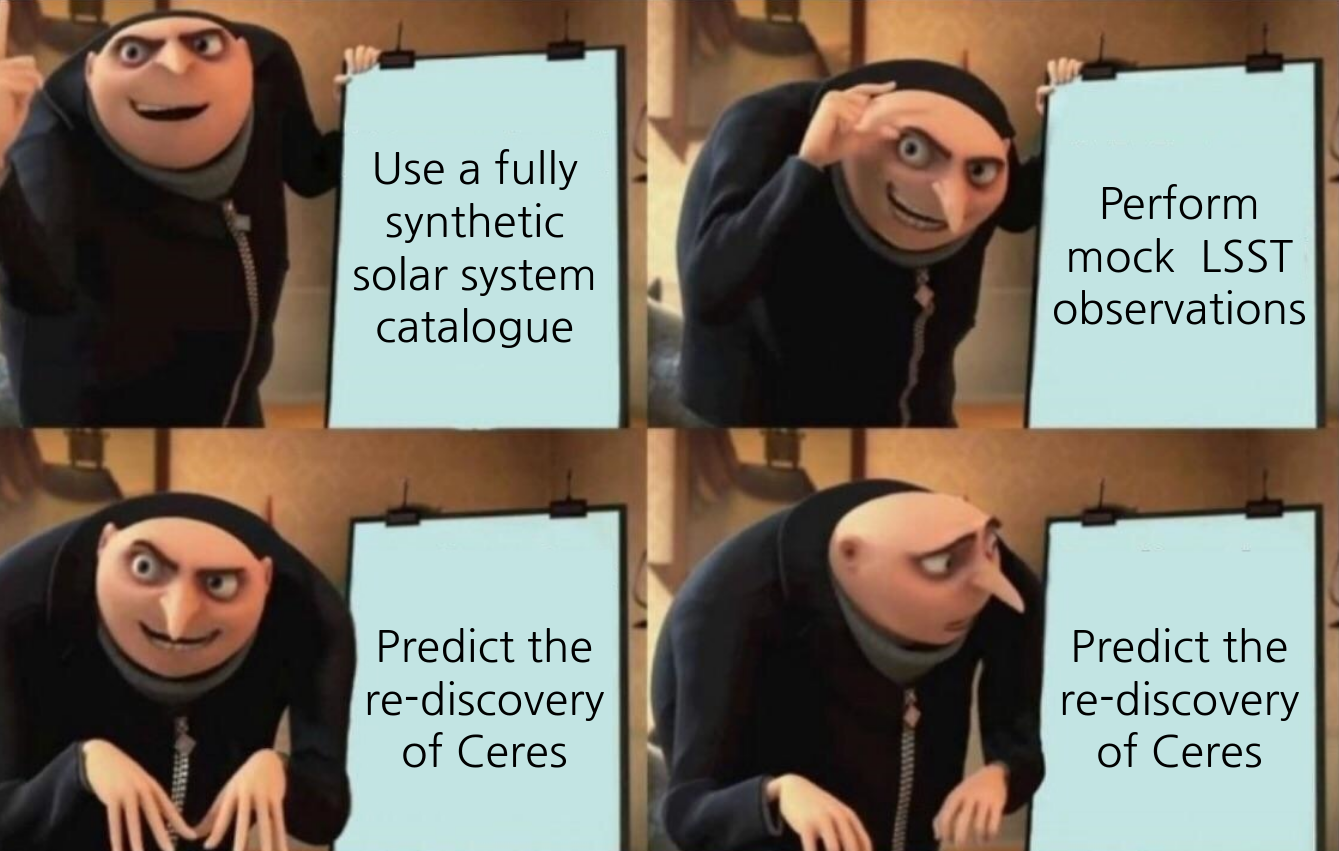 Use a fully
synthetic
solar system
catalogue
Perform
mock LSST
observations
Predict the
re-discovery
of Ceres
Predict the
re-discovery
of Ceres